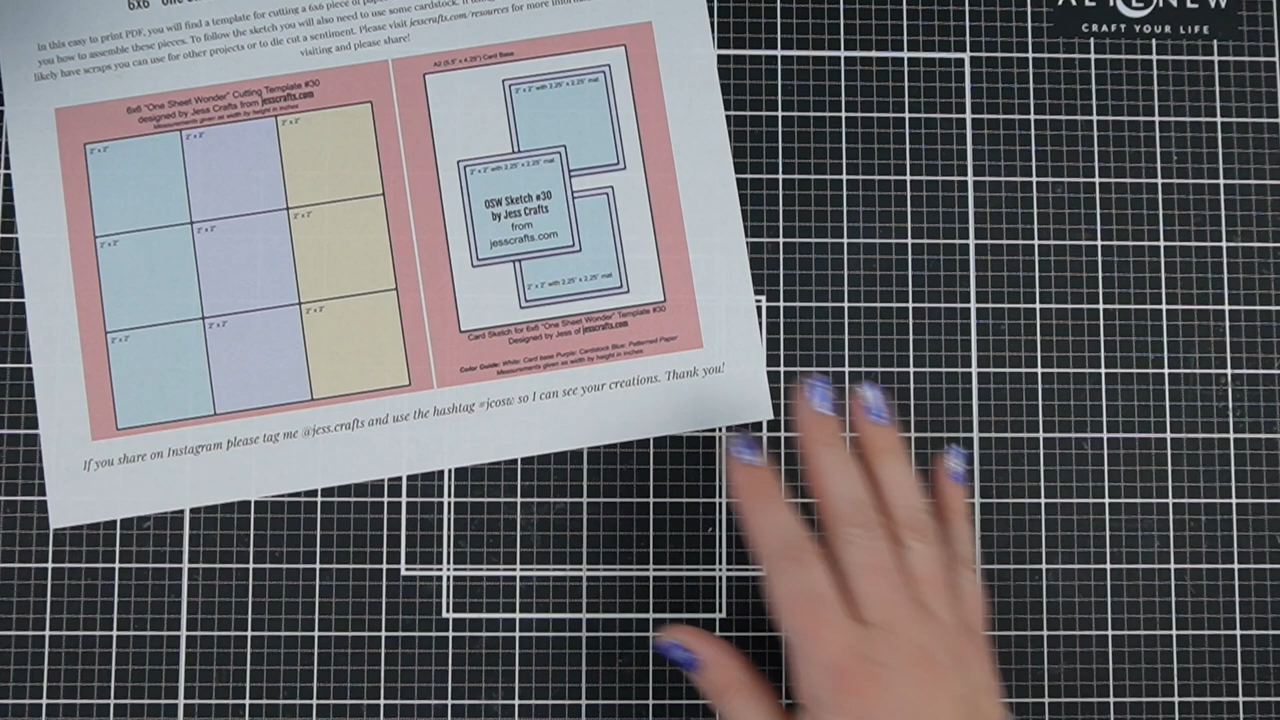 6x6 "One
In this easy to print PDF, you will find a template for cutting a 6x6 piece of
you how to assemble these pieces. To follow the sketch you will also need to use some cardstock.
likely have scraps you can use for other projects or to die cut a sentiment. Please visit jesscrafts.com/resources for more
visiting and please share!
6x6 "One Sheet Wonder" Cutting Template #30
designed by Jess Crafts from jesscrafts.com
Measurements given as width by height in inches
2" x 2"
2" x 2"
2" x 2"
2" x 2"
2" x 2"
2" x 2"
2" x 2"
2" x 2"
2" x 2"
A2 (5.5" x 4.25") Card Base
2" x 2" with 2.25" x 2.25" mat
2" x 2" with 2.25" x 2.25" mat
OSW Sketch #30
by Jess Crafts
from
jesscrafts.com
2" x 2" with 2.25" x 2.25" mat
Card Sketch for 6x6 "One Sheet Wonder" Template #30
Designed by Jess of jesscrafts.com
Color Guide: White: Card base Purple: Cardstock Blue: Patterned Paper
Measurements given as width by height in inches
If you share on Instagram please tag me @jess.crafts and use the hashtag #jcosw so I can see your creations. Thank you!
ALTENEW
CRAFT YOUR LIFE